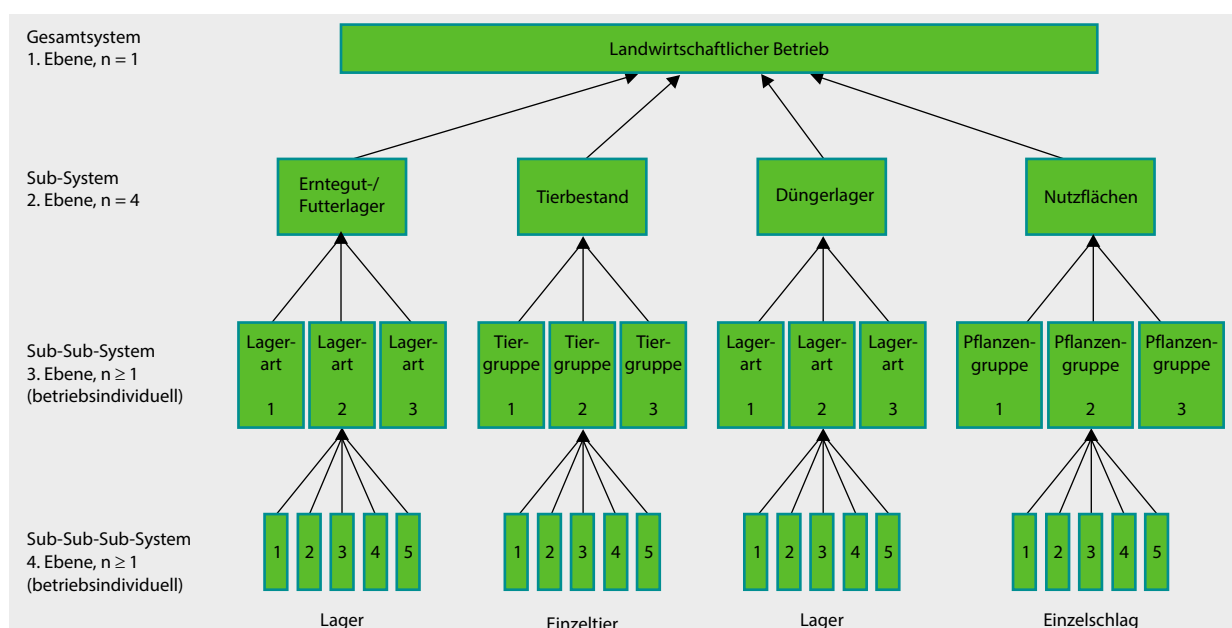 Gesamtsystem
1. Ebene, n = 1
Landwirtschaftlicher Betrieb
Sub-System
2. Ebene, n = 4
Erntegut-/
Futterlager
Tierbestand
Düngerlager
Nutzflächen
Sub-Sub-System
3. Ebene, n ≥ 1
(betriebsindividuell)
Lager-
art
1
Lager-
art
2
Lager-
art
3
Tier-
gruppe
1
Tier-
gruppe
2
Tier-
gruppe
3
Lager-
art
1
Lager-
art
2
Lager-
art
3
Pflanzen-
gruppe
1
Pflanzen-
gruppe
2
Pflanzen-
gruppe
3
Sub-Sub-Sub-System
4. Ebene, n ≥ 1
(betriebsindividuell)
1 2 3 4 5
Lager
1 2 3 4 5
Einzeltier
1 2 3 4 5
Lager
1 2 3 4 5
Einzelschlag